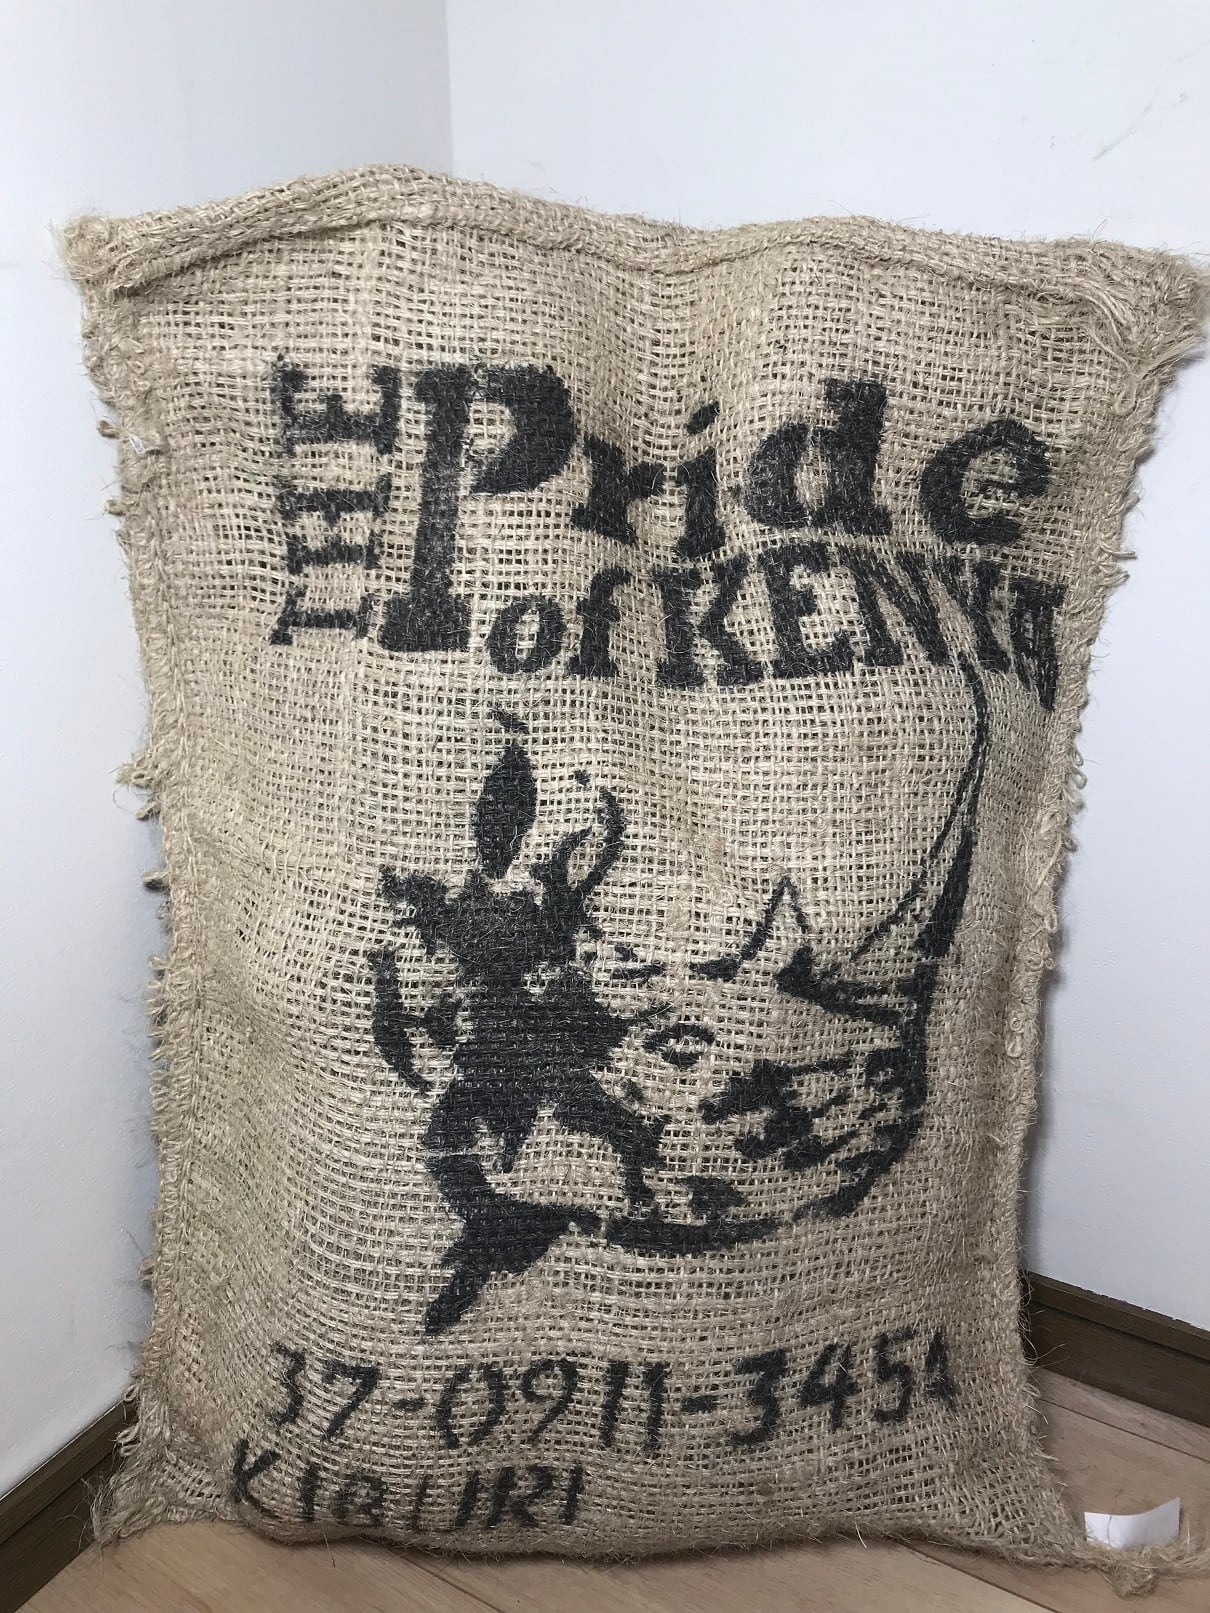 THE Pride
of KENYA
37-0911-3454
KIBURI